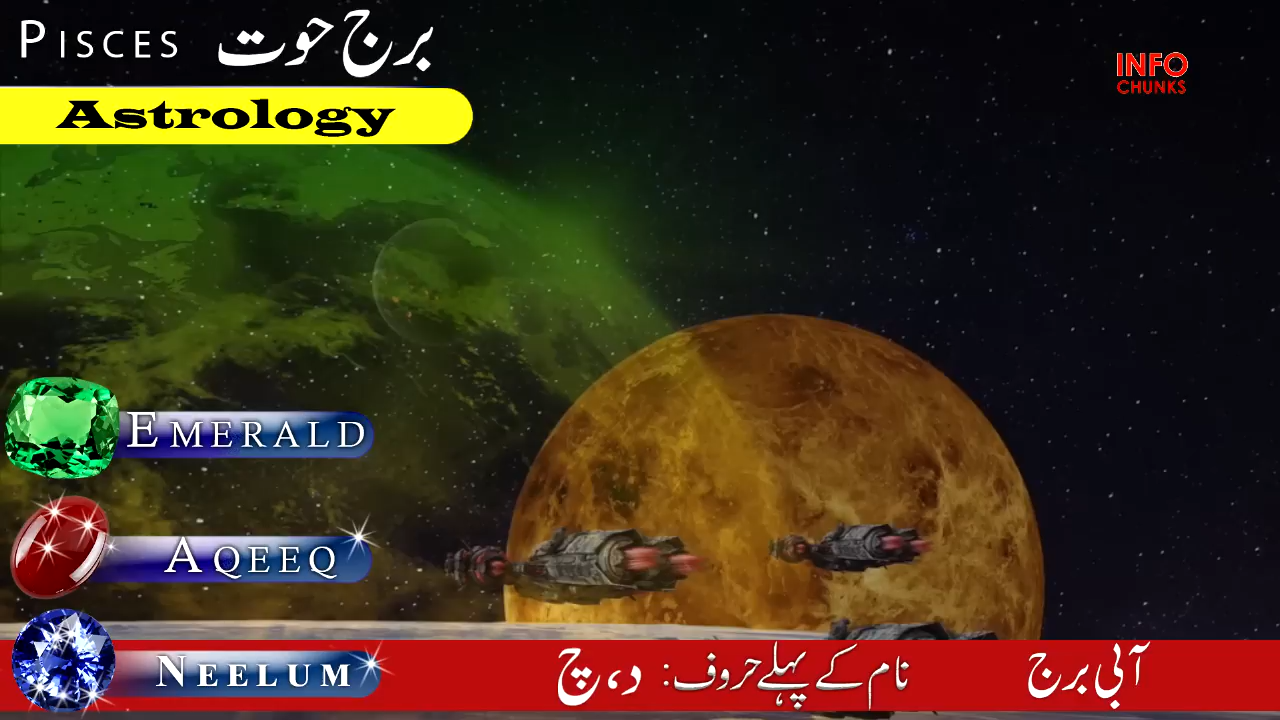 PISCES برج حوت
INFO
CHUNKS
Astrology
EMERALD
AQEEQ
NEELUM
آبی برج نام کے پہلے حروف: د، چ